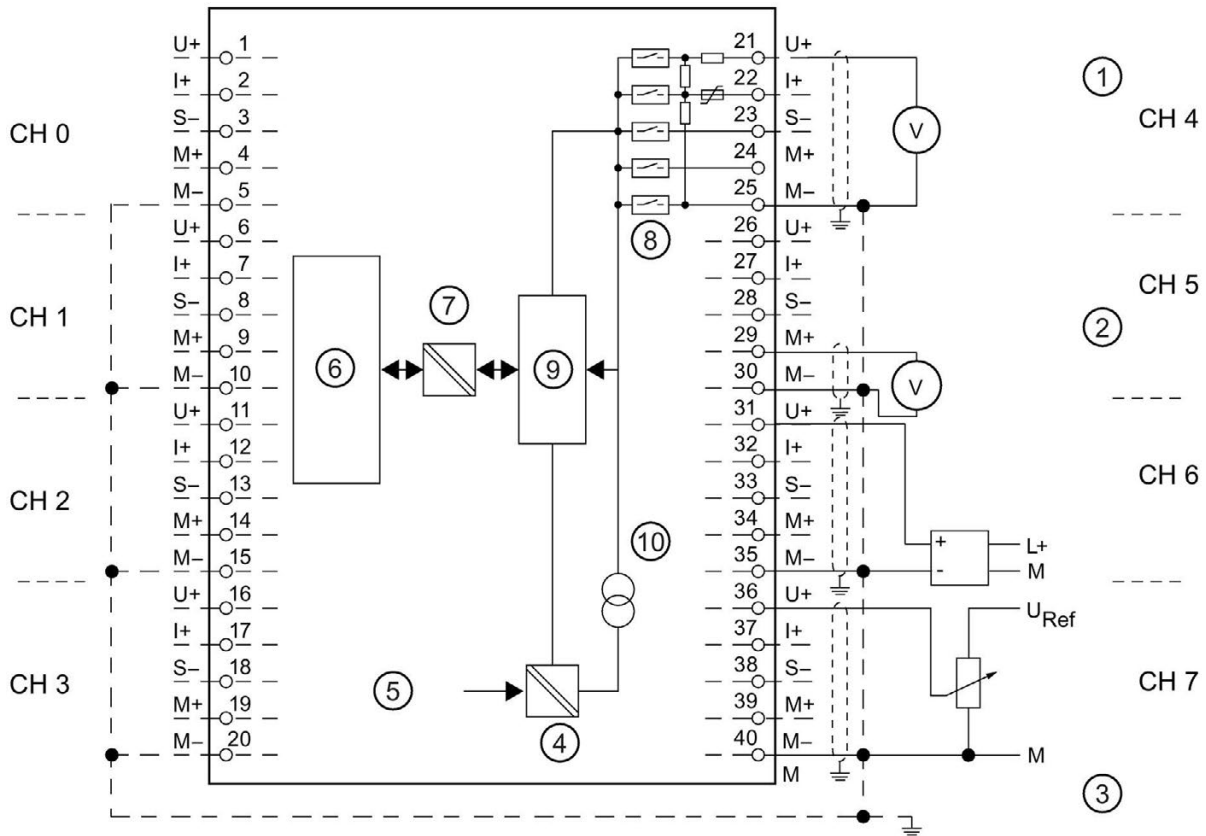 CH 0
U+ 1
I+ 2
S– 3
M+ 4
M– 5
CH 1
U+ 6
I+ 7
S– 8
M+ 9
M– 10
CH 2
U+ 11
I+ 12
S– 13
M+ 14
M– 15
CH 3
U+ 16
I+ 17
S– 18
M+ 19
M– 20
6
7
9
8
10
5
4
21 U+
22 I+
23 S–
24 M+
25 M–
V
1
CH 4
26 U+
27 I+
28 S–
29 M+
30 M–
V
CH 5
2
31 U+
32 I+
33 S–
34 M+
35 M–
+
-
L+
M
CH 6
36 U+
37 I+
38 S–
39 M+
40 M–
M
URef
M
CH 7
3